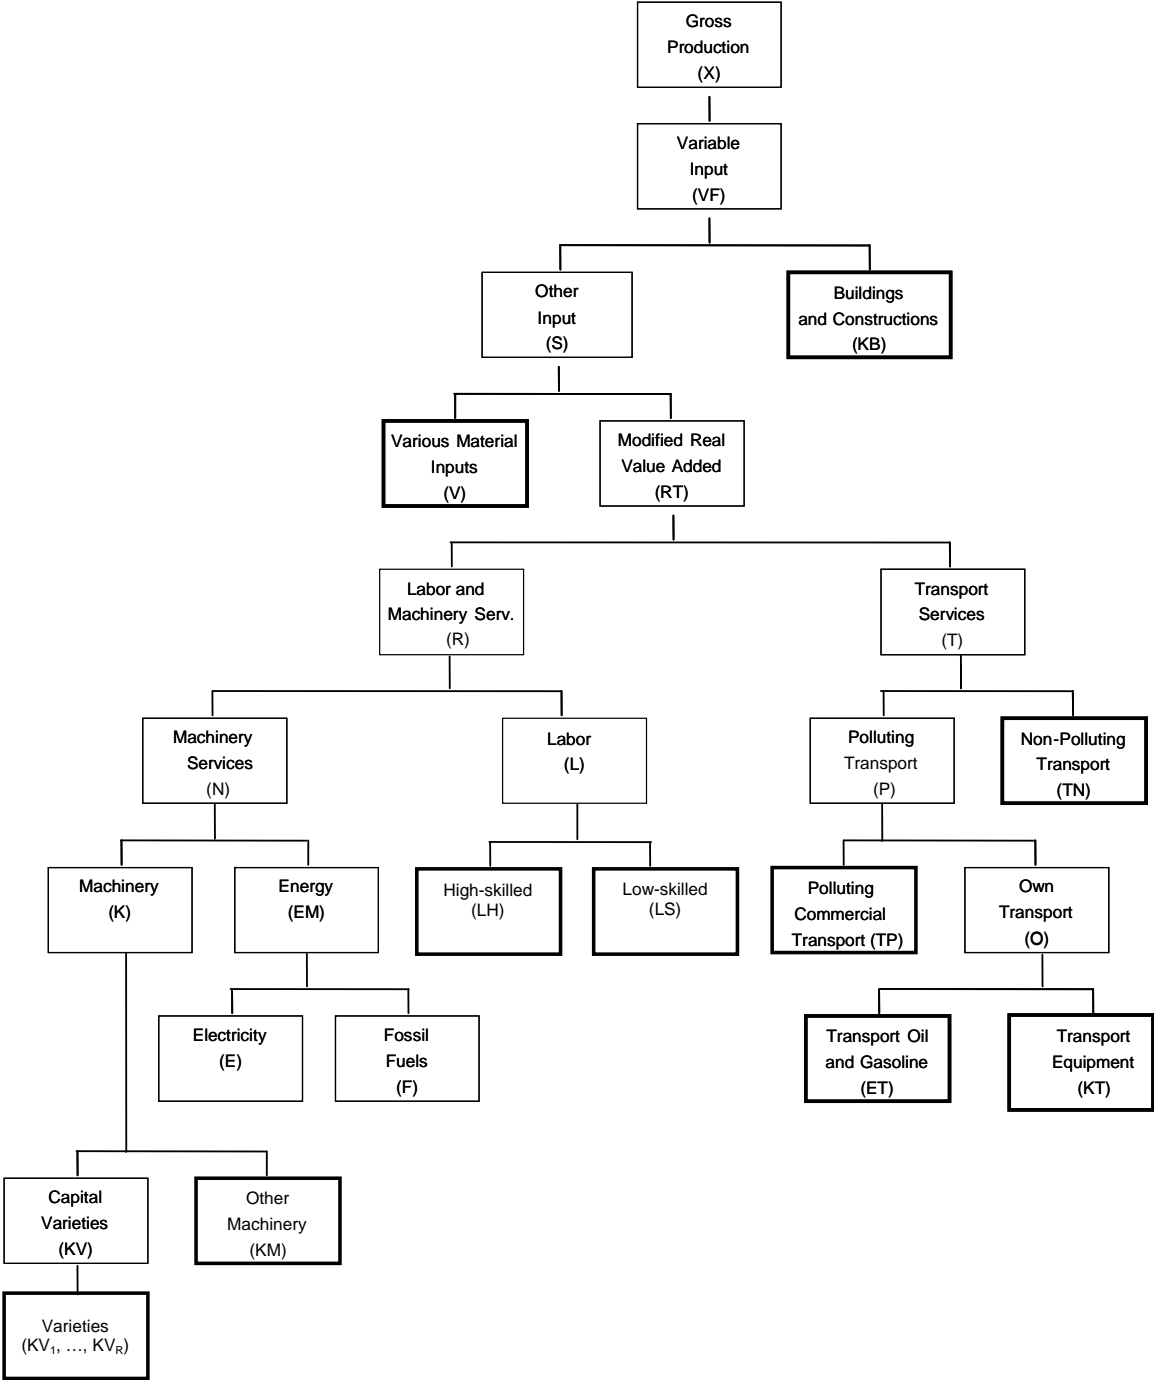 Gross
Production
(X)
Variable
Input
(VF)
Other
Input
(S)
Buildings
and Constructions
(KB)
Various Material
Inputs
(V)
Modified Real
Value Added
(RT)
Labor and
Machinery Serv.
(R)
Transport
Services
(T)
Machinery
Services
(N)
Labor
(L)
Polluting
Transport
(P)
Non-Polluting
Transport
(TN)
Machinery
(K)
Energy
(EM)
High-skilled
(LH)
Low-skilled
(LS)
Polluting
Commercial
Transport (TP)
Own
Transport
(O)
Electricity
(E)
Fossil
Fuels
(F)
Transport Oil
and Gasoline
(ET)
Transport
Equipment
(KT)
Capital
Varieties
(KV)
Other
Machinery
(KM)
Varieties
(KV₁, …, KV_R)